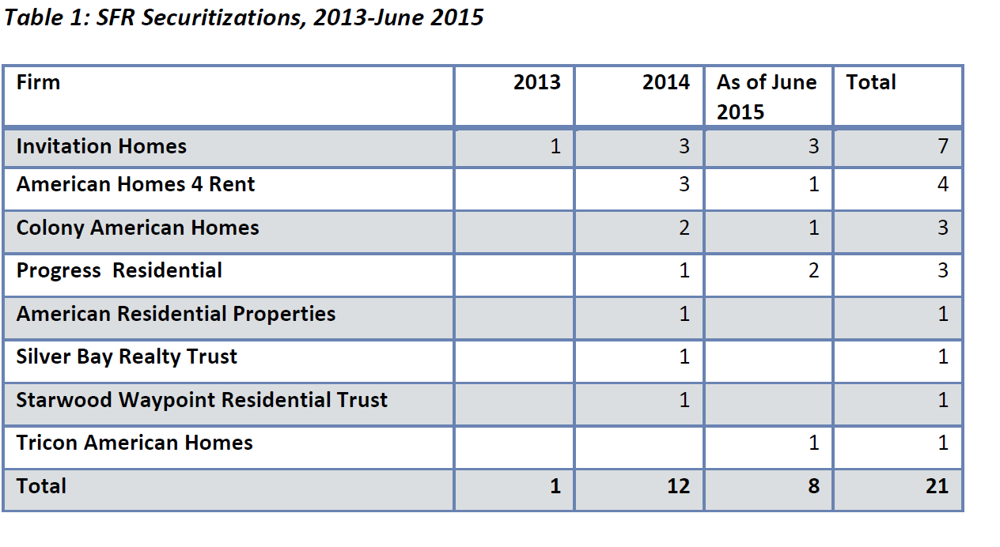 Table 1: SFR Securitizations, 2013-June 2015
Firm 2013 2014 As of June Total
2015
Invitation Homes 1 3 3 7
American Homes 4 Rent 3 1 4
Colony American Homes 2 1 3
Progress Residential 1 2 3
American Residential Properties 1 1
Silver Bay Realty Trust 1 1
Starwood Waypoint Residential Trust 1 1
Tricon American Homes 1 1
Total 1 12 8 21